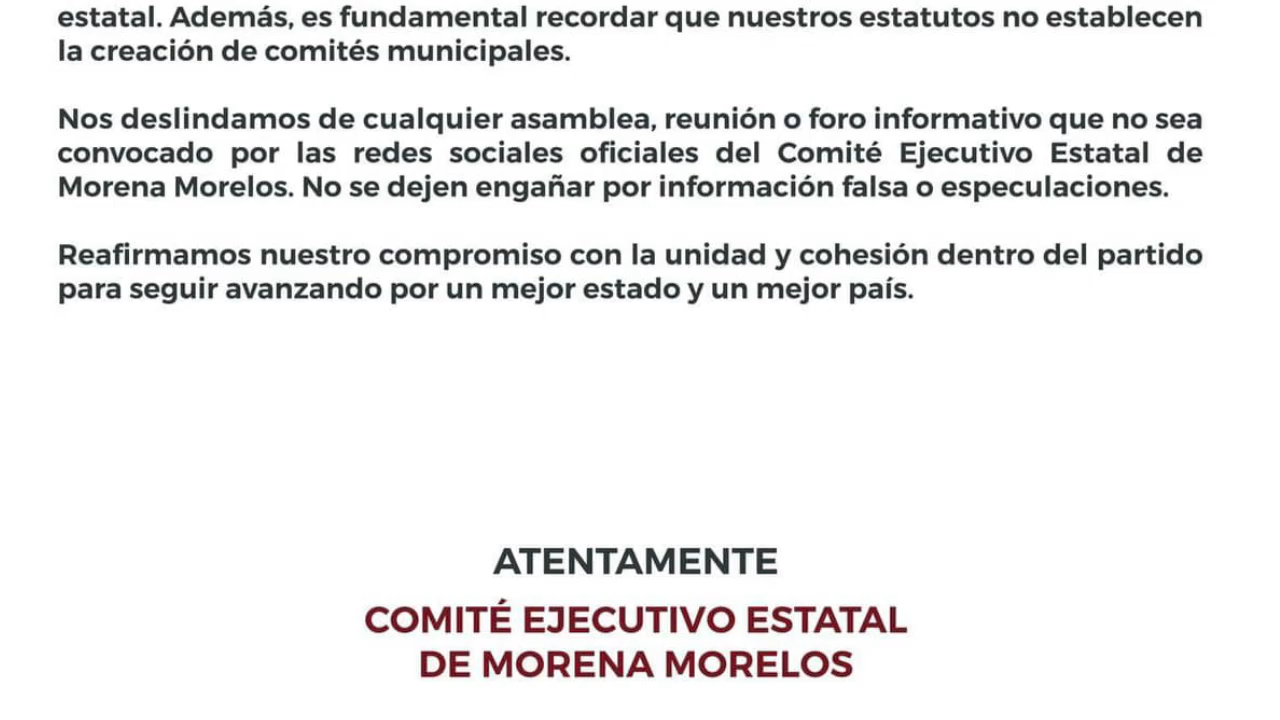 estatal. Además, es fundamental recordar que nuestros estatutos no establecen
la creación de comités municipales.
Nos deslindamos de cualquier asamblea, reunión o foro informativo que no sea
convocado por las redes sociales oficiales del Comité Ejecutivo Estatal de
Morena Morelos. No se dejen engañar por información falsa o especulaciones.
Reafirmamos nuestro compromiso con la unidad y cohesión dentro del partido
para seguir avanzando por un mejor estado y un mejor país.
ATENTAMENTE
COMITÉ EJECUTIVO ESTATAL
DE MORENA MORELOS